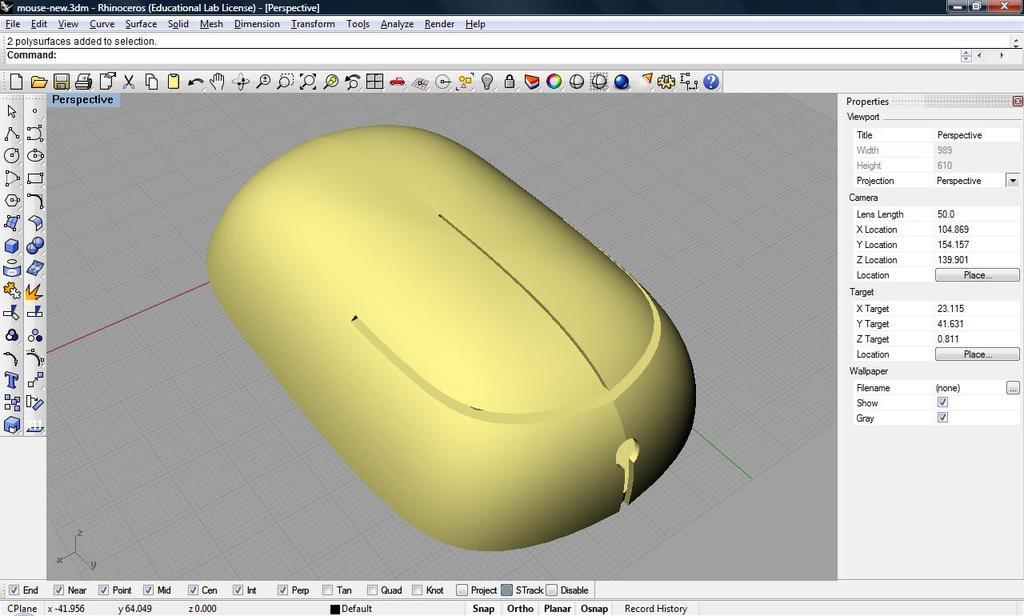 mouse-new.3dm - Rhinoceros (Educational Lab License) - [Perspective]
File Edit View Curve Surface Solid Mesh Dimension Transform Tools Analyze Render Help
2 polysurfaces added to selection.
Command:
Perspective
Properties
Viewport
Title Perspective
Width 989
Height 610
Projection Perspective
Camera
Lens Length 50.0
X Location 104.869
Y Location 154.157
Z Location 139.901
Location Place...
Target
X Target 23.115
Y Target 41.631
Z Target 0.811
Location Place...
Wallpaper
Filename (none) ...
Show
Gray
z
x
y
End Near Point Mid Cen Int Perp Tan Quad Knot Project STrack Disable
CPlane x -41.956 y 64.049 z 0.000 Default Snap Ortho Planar Osnap Record History